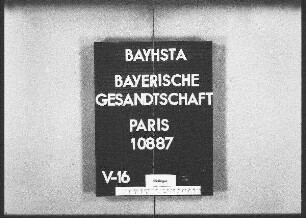 BAYHSTA
BAYERISCHE
GESANDTSCHAFT
PARIS
10887
V-16